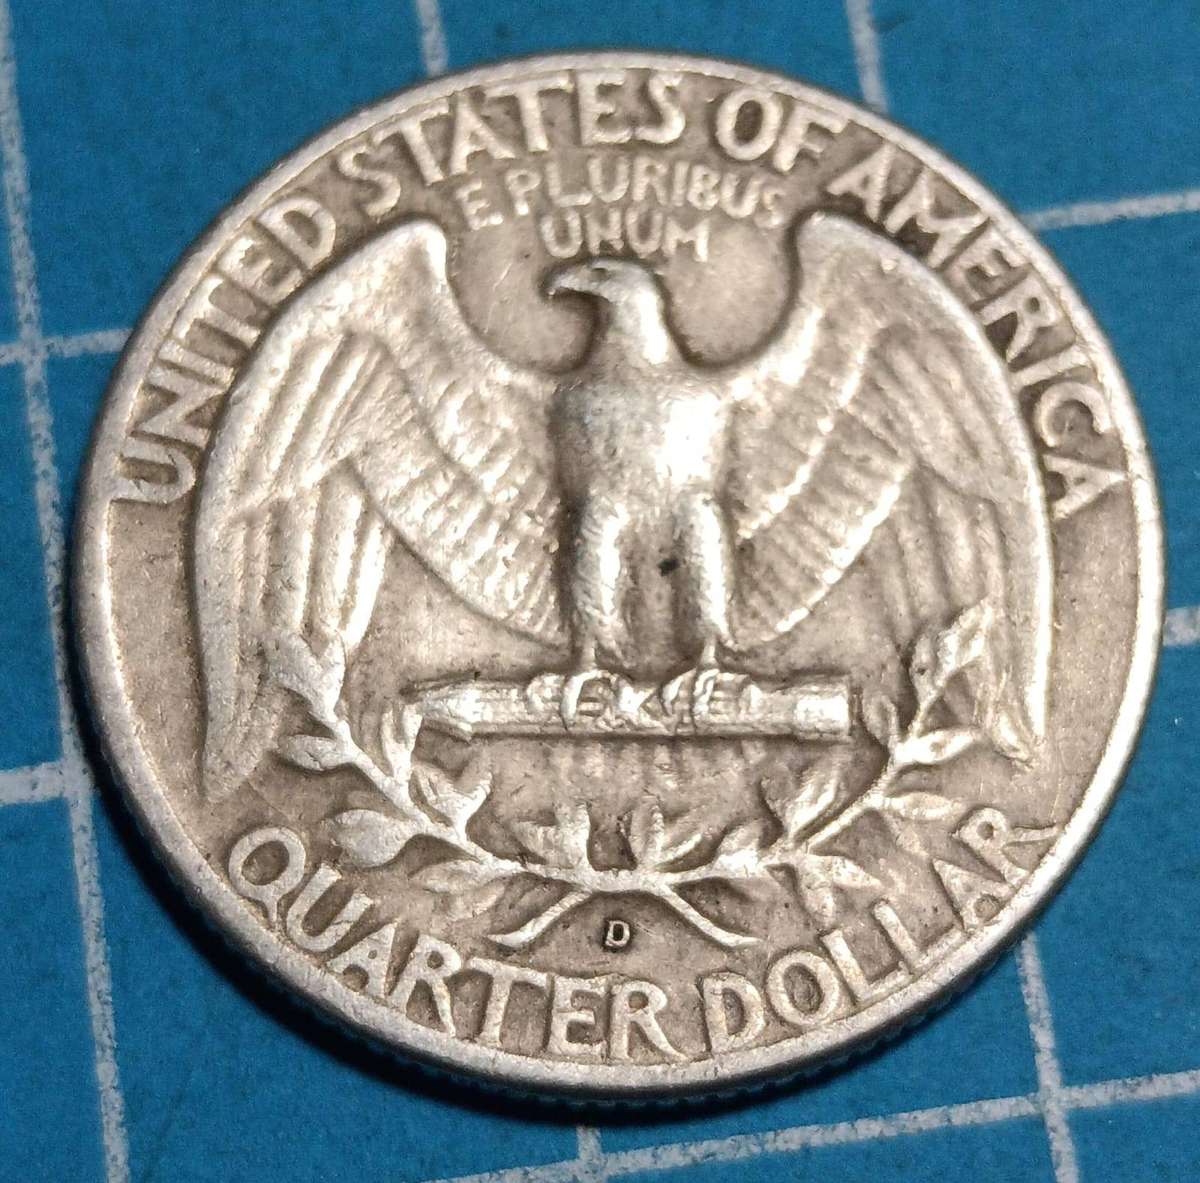 UNITED STATES OF AMERICA
E PLURIBUS
UNUM
D
QUARTER DOLLAR